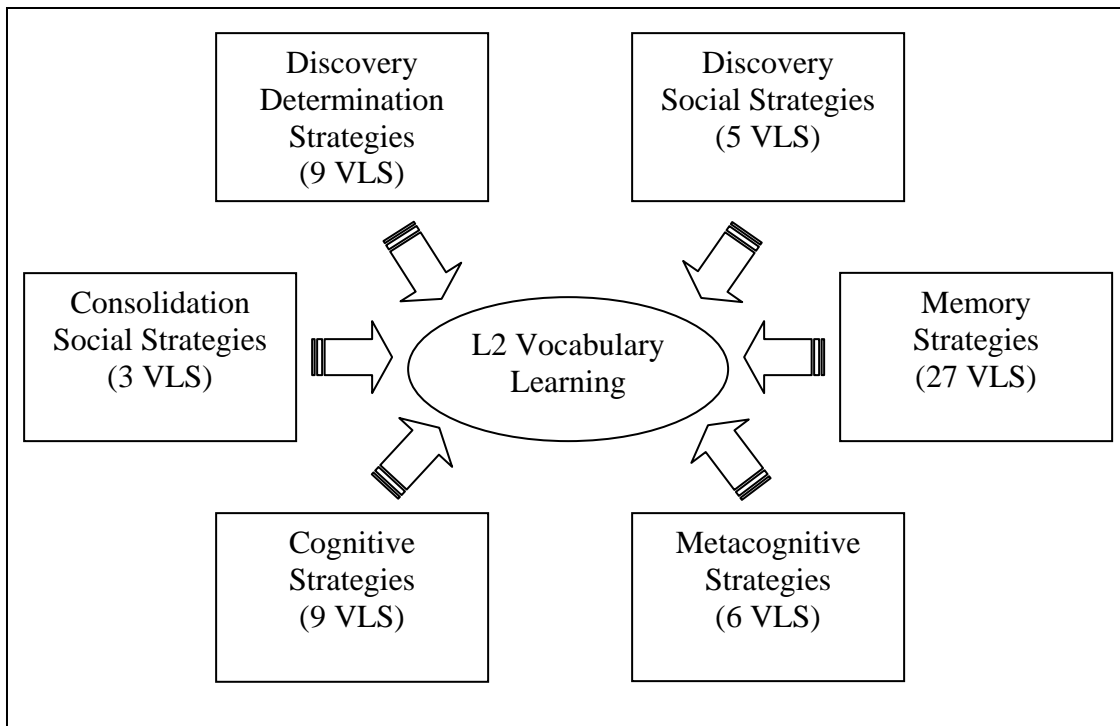 Discovery
Determination
Strategies
(9 VLS)
Discovery
Social Strategies
(5 VLS)
Consolidation
Social Strategies
(3 VLS)
L2 Vocabulary
Learning
Memory
Strategies
(27 VLS)
Cognitive
Strategies
(9 VLS)
Metacognitive
Strategies
(6 VLS)